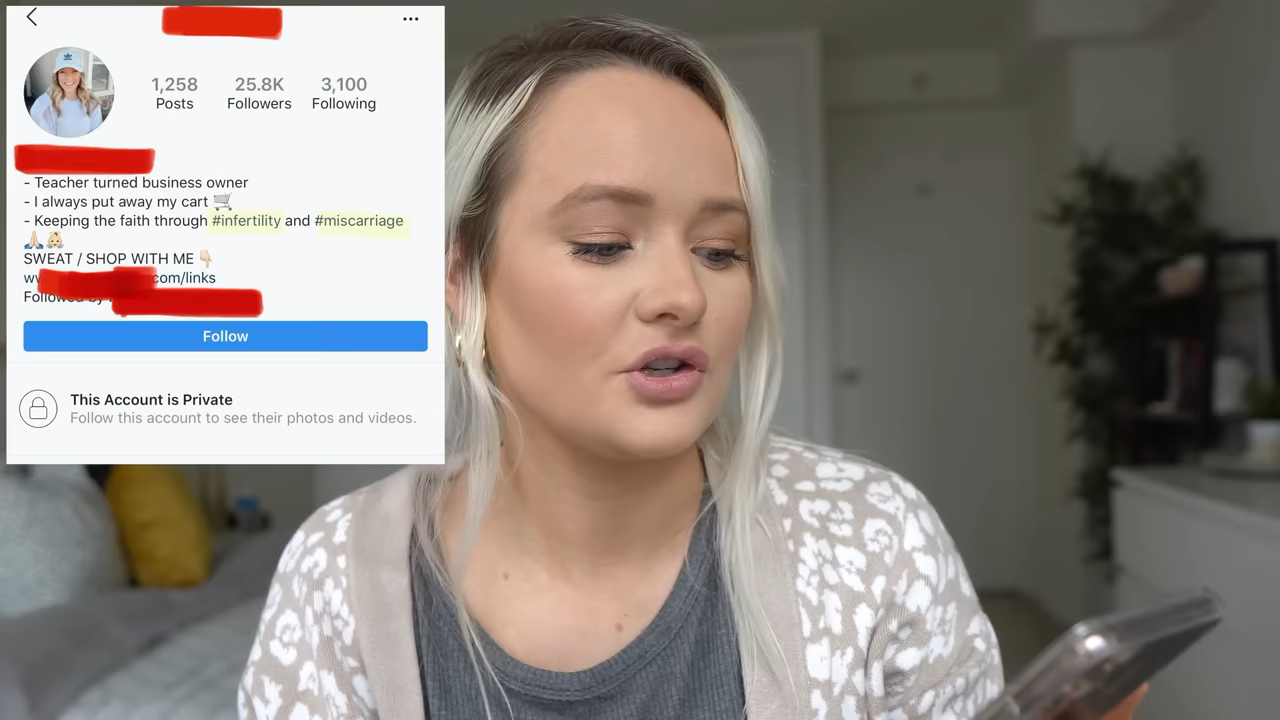 1,258 25.8K 3,100
Posts Followers Following
- Teacher turned business owner
- I always put away my cart 🛒
- Keeping the faith through #infertility and #miscarriage
🙏🏻👶🏼
SWEAT / SHOP WITH ME 👇🏻
.com/links
Followed by
Follow
This Account is Private
Follow this account to see their photos and videos.